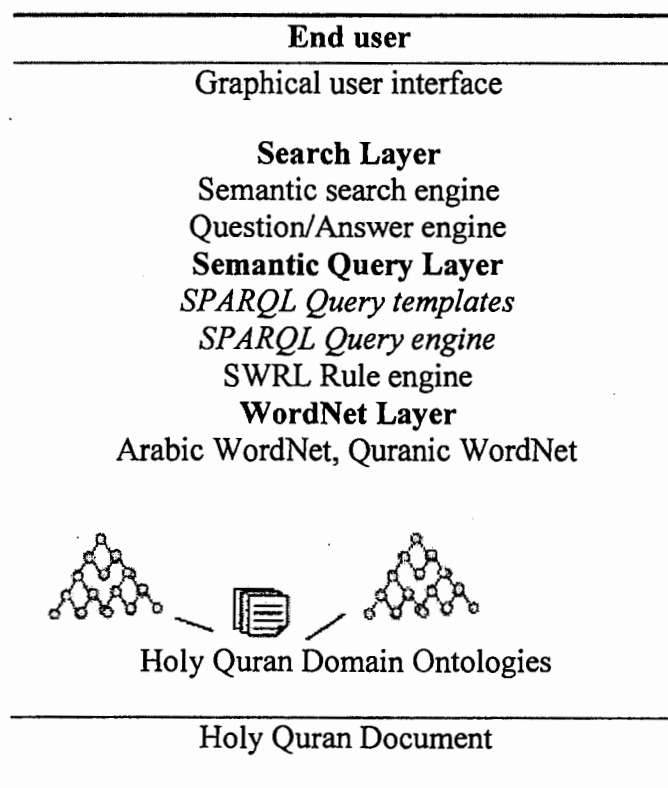 End user
Graphical user interface
Search Layer
Semantic search engine
Question/Answer engine
Semantic Query Layer
SPARQL Query templates
SPARQL Query engine
SWRL Rule engine
WordNet Layer
Arabic WordNet, Quranic WordNet
Holy Quran Domain Ontologies
Holy Quran Document